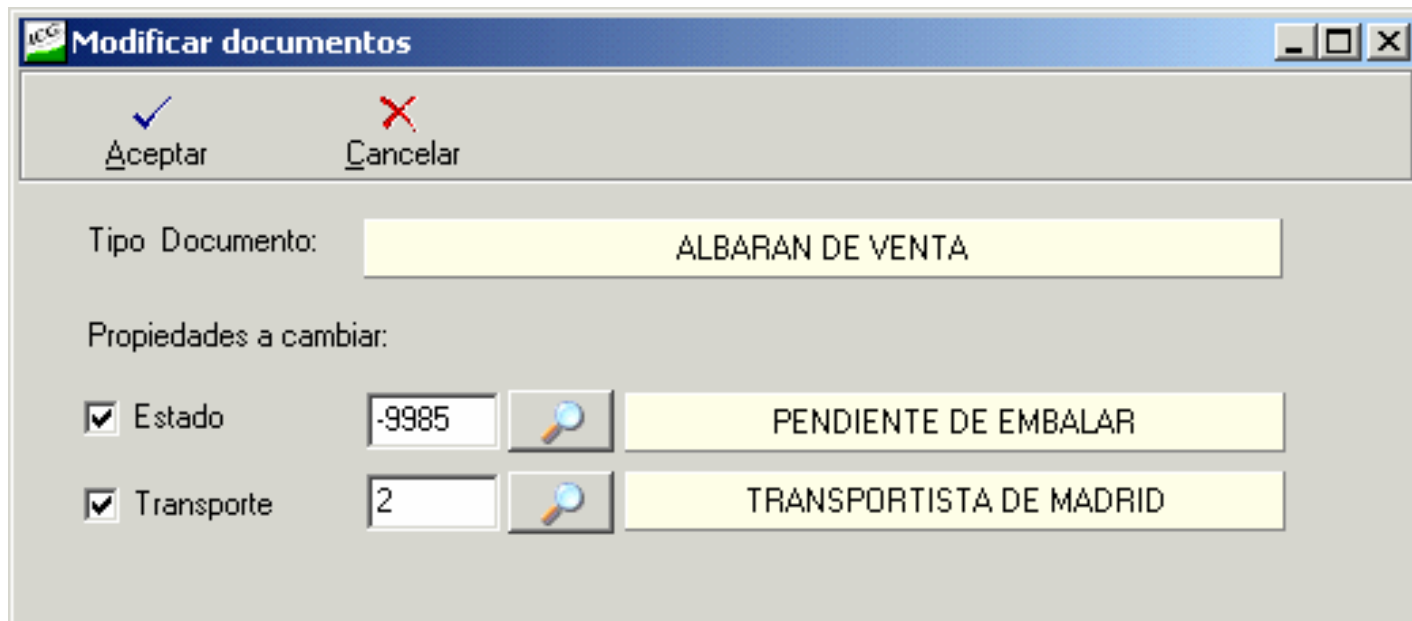 ICG Modificar documentos
Aceptar Cancelar
Tipo Documento: ALBARAN DE VENTA
Propiedades a cambiar:
Estado -9985 PENDIENTE DE EMBALAR
Transporte 2 TRANSPORTISTA DE MADRID